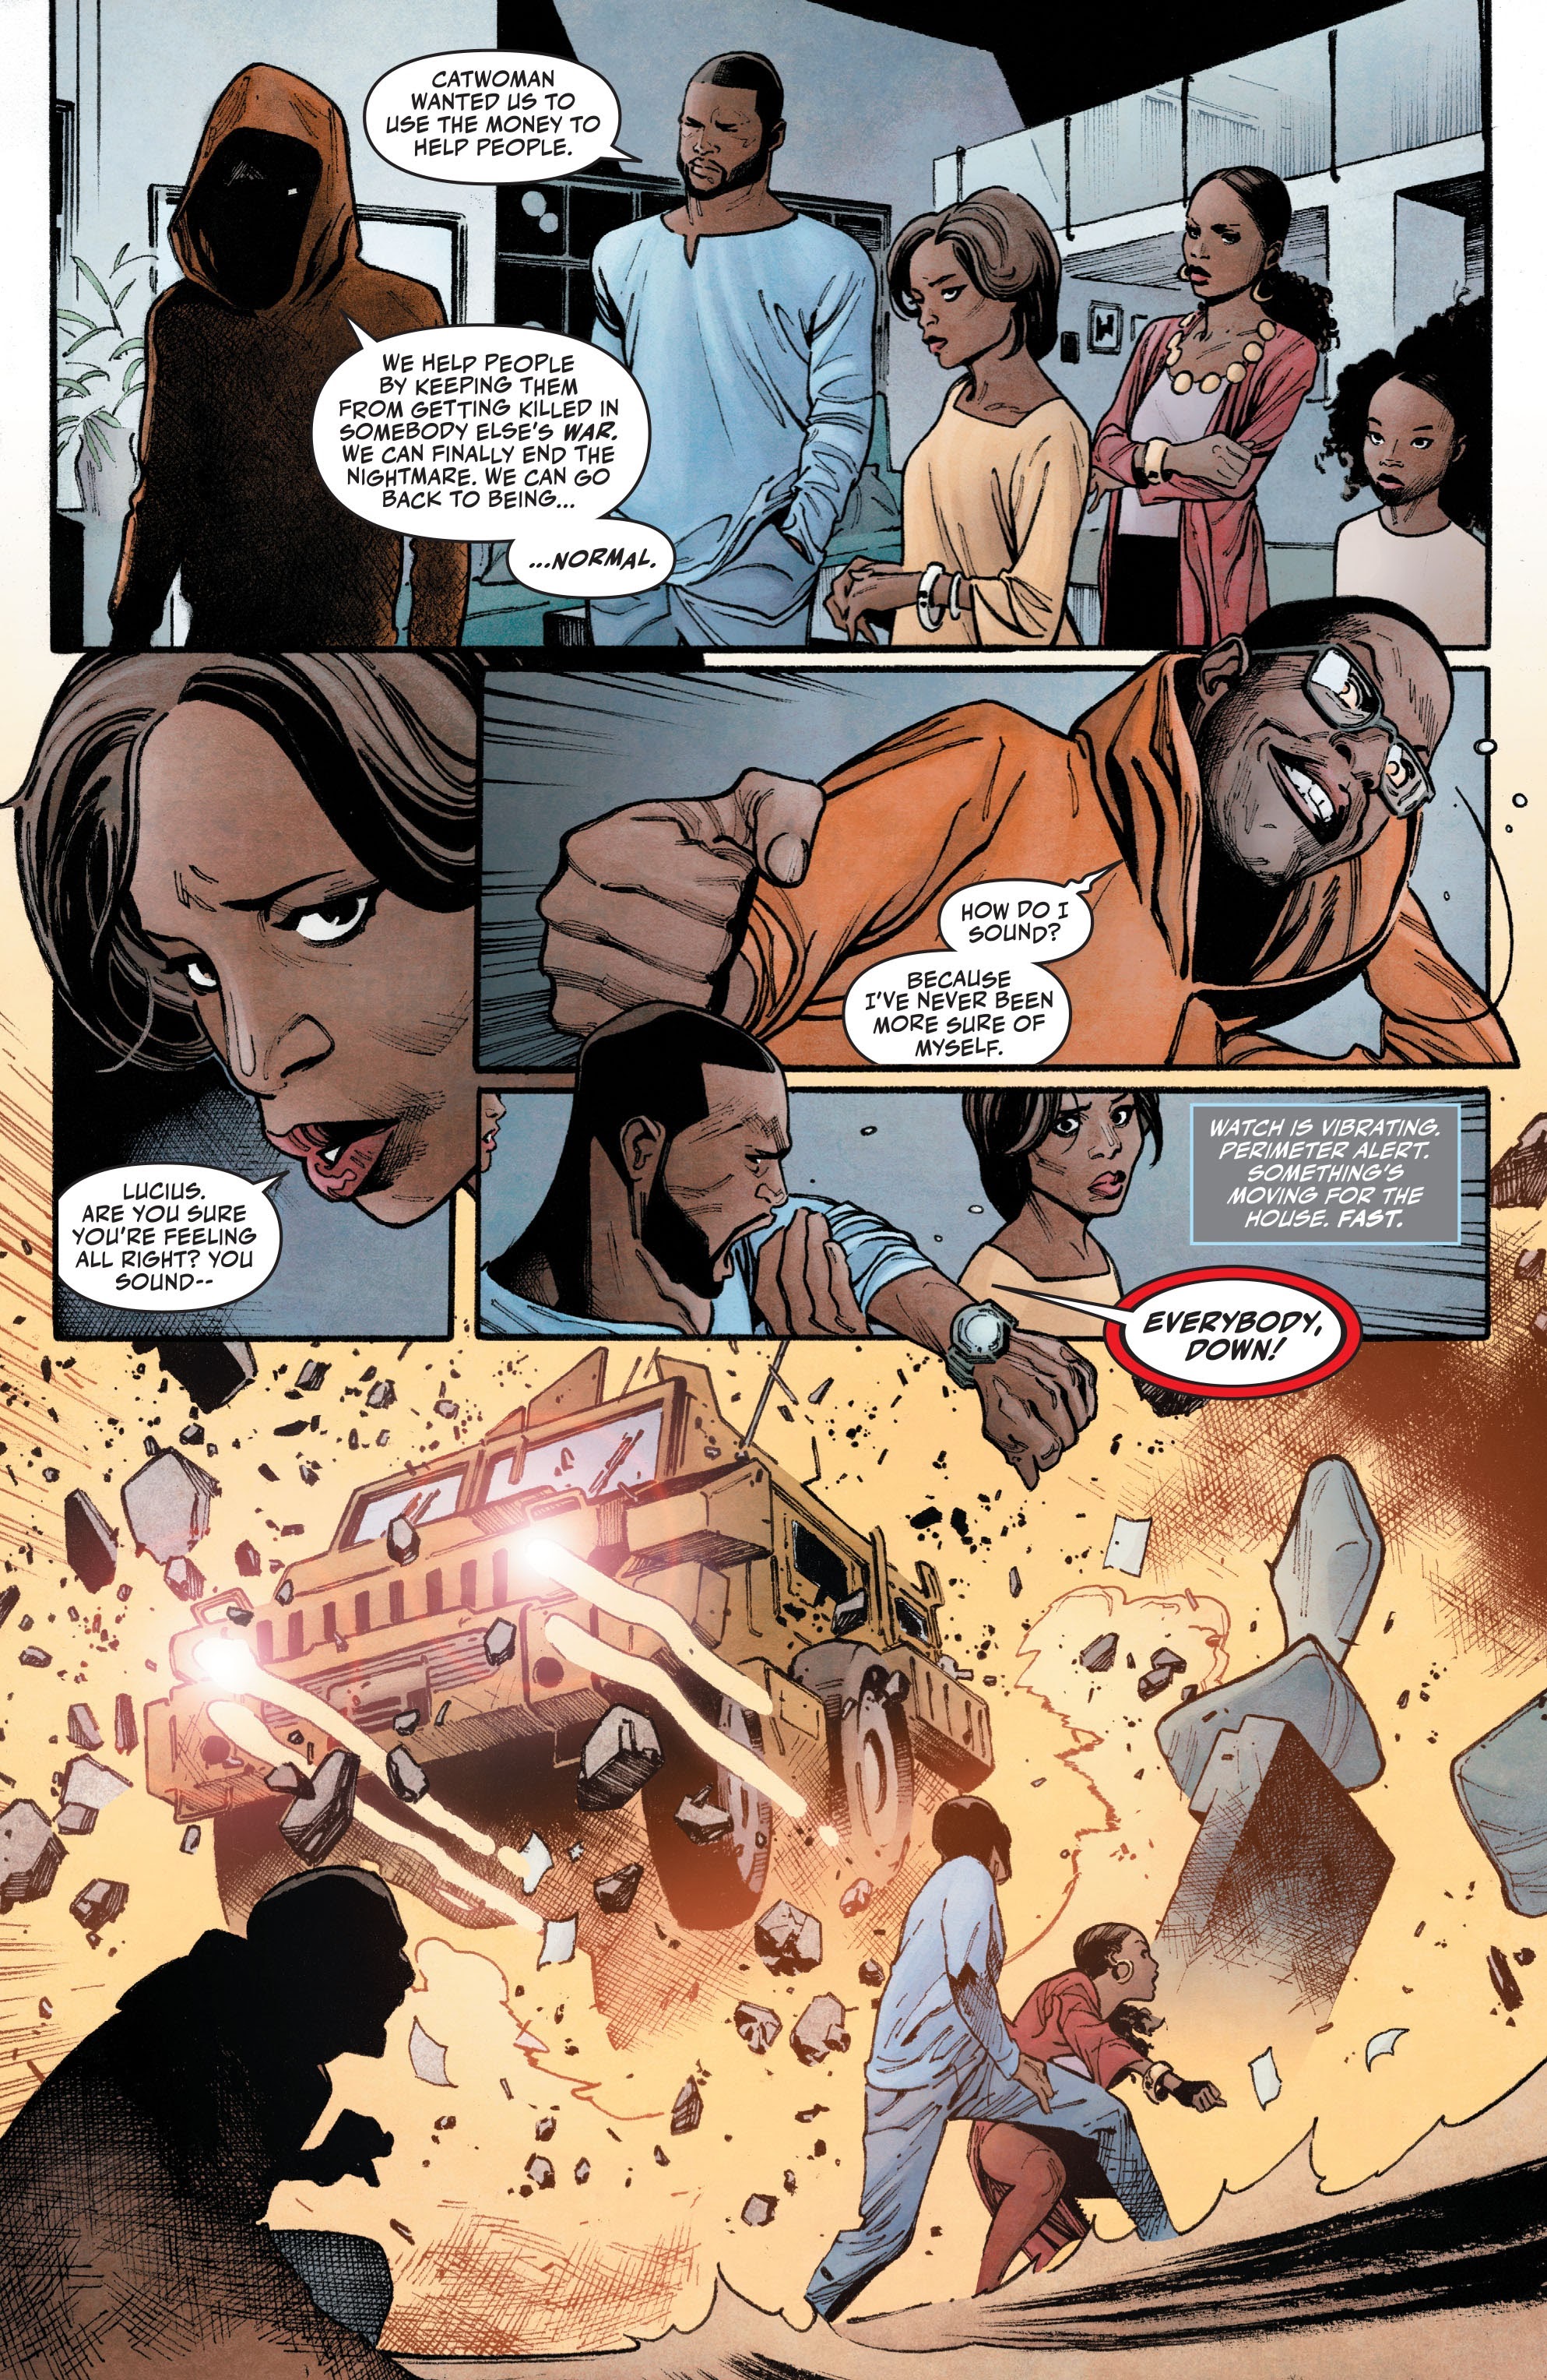 CATWOMAN
WANTED US TO
USE THE MONEY TO
HELP PEOPLE.
WE HELP PEOPLE
BY KEEPING THEM
FROM GETTING KILLED IN
SOMEBODY ELSE'S WAR.
WE CAN FINALLY END THE
NIGHTMARE. WE CAN GO
BACK TO BEING...
...NORMAL.
LUCIUS.
ARE YOU SURE
YOU'RE FEELING
ALL RIGHT? YOU
SOUND--
HOW DO I
SOUND?
BECAUSE
I'VE NEVER BEEN
MORE SURE OF
MYSELF.
WATCH IS VIBRATING.
PERIMETER ALERT.
SOMETHING'S
MOVING FOR THE
HOUSE. FAST.
EVERYBODY,
DOWN!